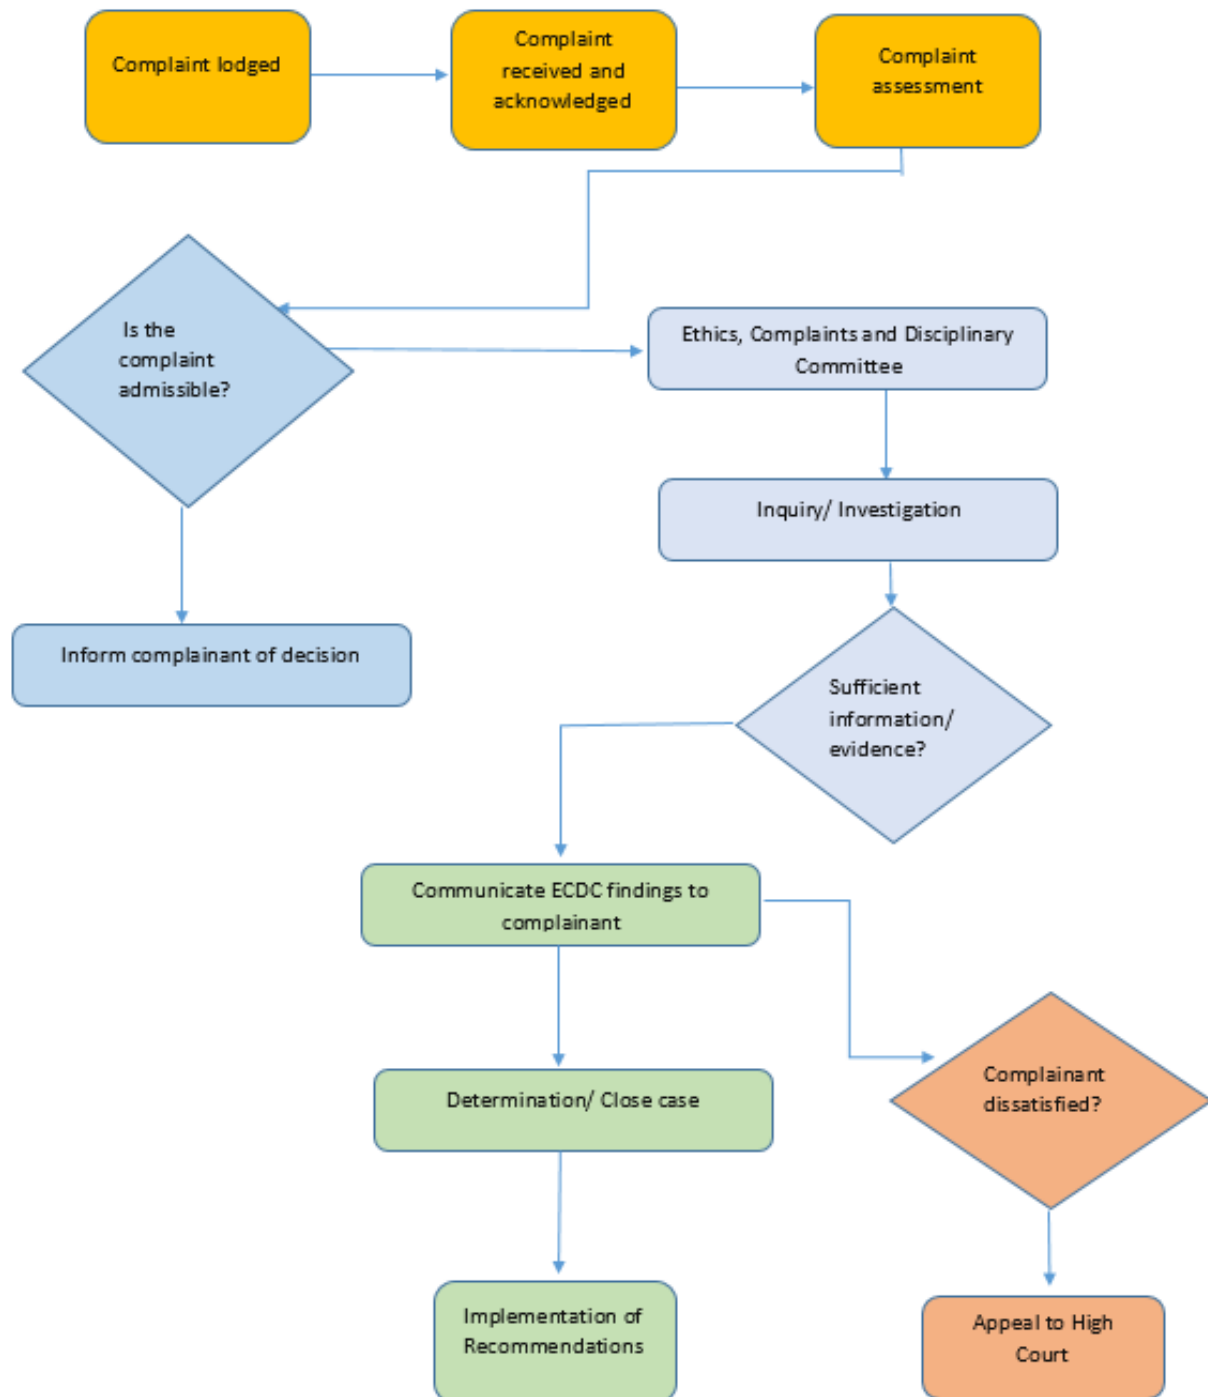 Complaint lodged
Complaint
received and
acknowledged
Complaint
assessment
Is the
complaint
admissible?
Ethics, Complaints and Disciplinary
Committee
Inquiry/ Investigation
Inform complainant of decision
Sufficient
information/
evidence?
Communicate ECDC findings to
complainant
Complainant
dissatisfied?
Determination/ Close case
Implementation of
Recommendations
Appeal to High
Court